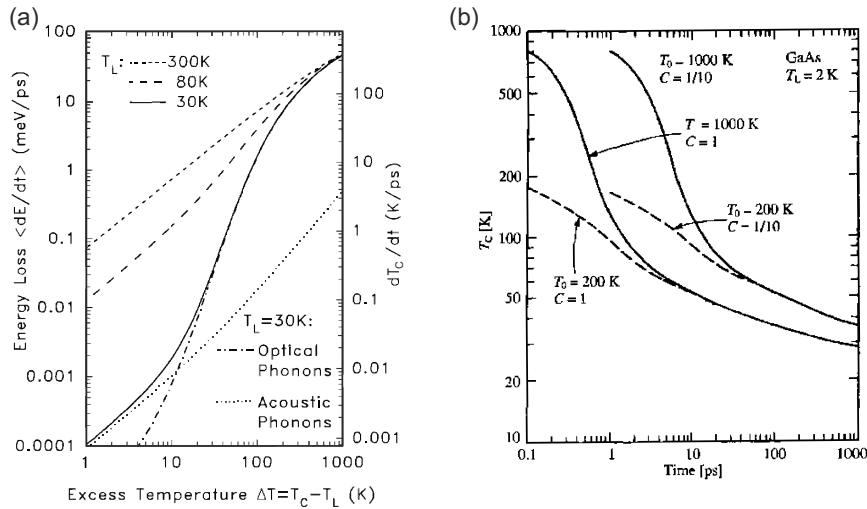 (a)
100
10
1
0.1
0.01
0.001
0.0001
Energy Loss <dE/dt> (meV/ps)
T_L: ------ 300K
– – – 80K
—— 30K
T_L=30K:
–·–·– Optical
Phonons
········ Acoustic
Phonons
100
10
1
0.1
0.01
0.001
dT_C/dt (K/ps)
1 10 100 1000
Excess Temperature ΔT=T_C−T_L (K)
(b)
1000
500
200
100
50
20
10
T_C [K]
T_0 – 1000 K
C = 1/10
GaAs
T_L = 2 K
T = 1000 K
C = 1
T_0 – 200 K
C = 1/10
T_0 = 200 K
C = 1
0.1 1 10 100 1000
Time [ps]